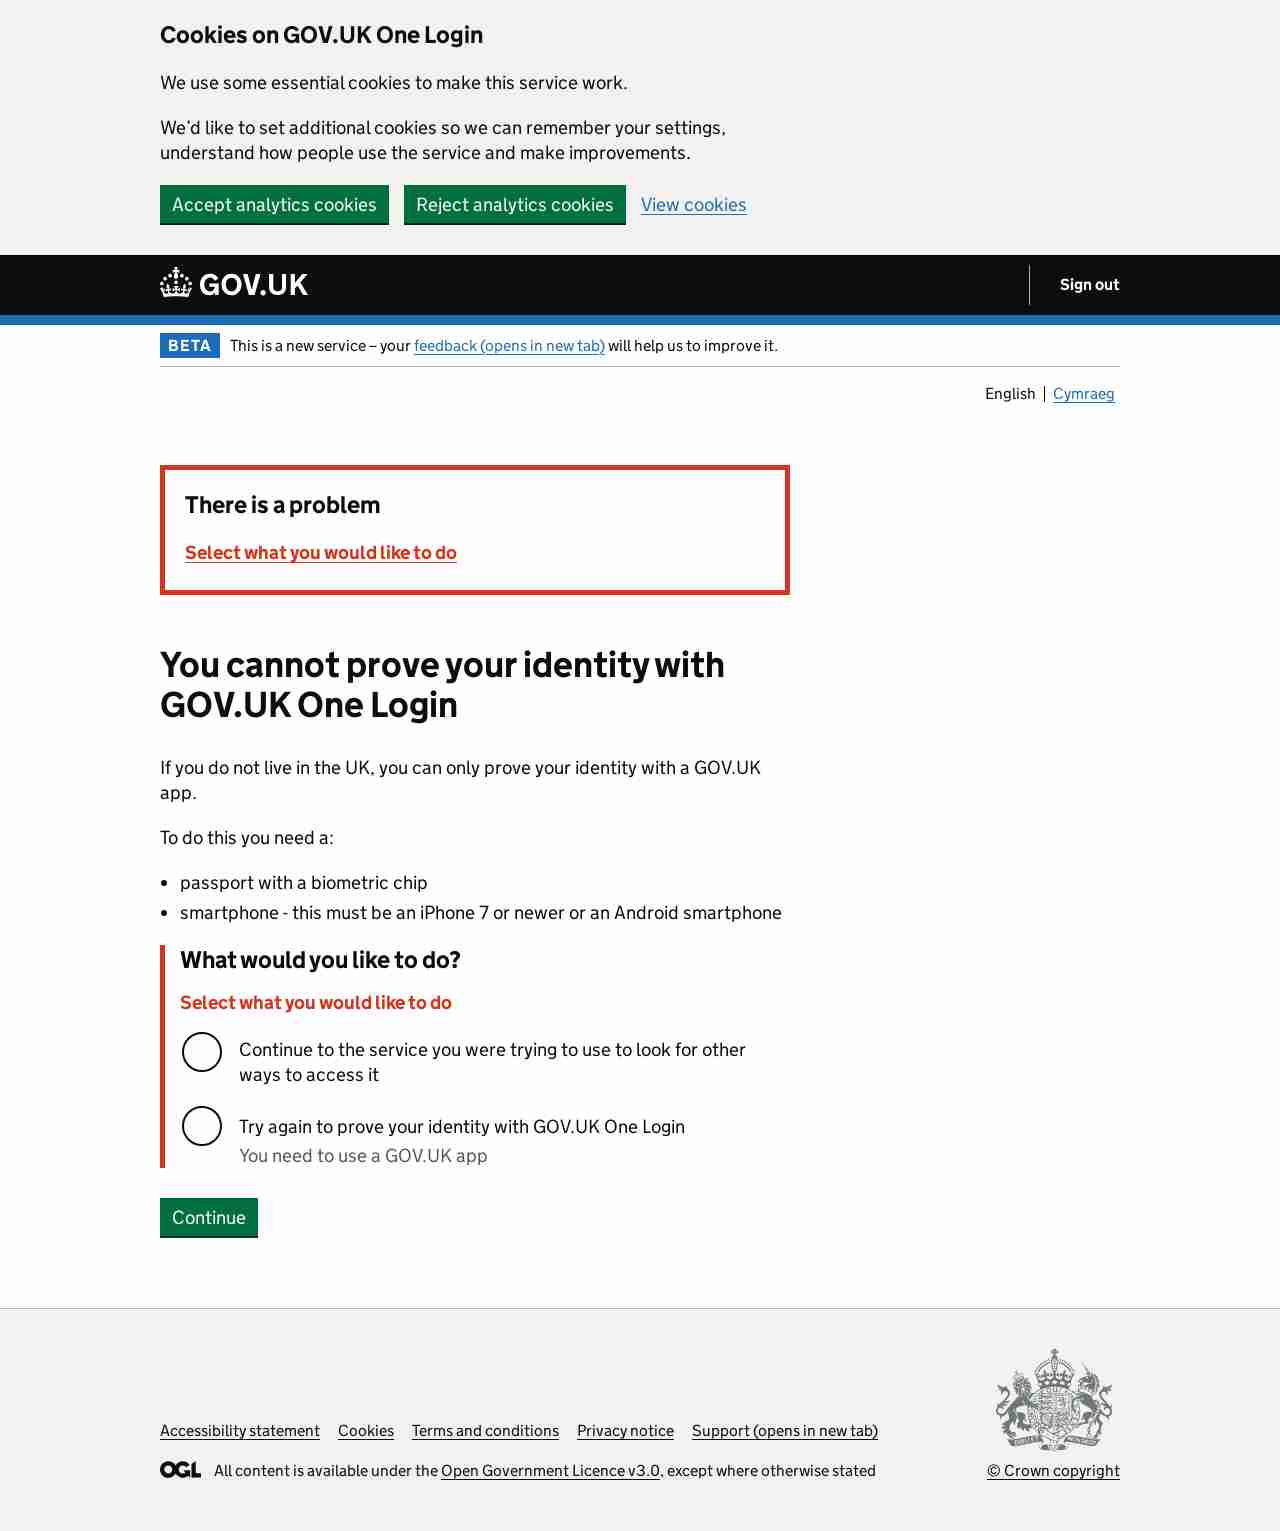 Cookies on GOV.UK One Login
We use some essential cookies to make this service work.
We’d like to set additional cookies so we can remember your settings,
understand how people use the service and make improvements.
Accept analytics cookies
Reject analytics cookies
View cookies
GOV.UK
Sign out
BETA
This is a new service – your feedback (opens in new tab) will help us to improve it.
English
Cymraeg
There is a problem
Select what you would like to do
You cannot prove your identity with
GOV.UK One Login
If you do not live in the UK, you can only prove your identity with a GOV.UK
app.
To do this you need a:
• passport with a biometric chip
• smartphone - this must be an iPhone 7 or newer or an Android smartphone
What would you like to do?
Select what you would like to do
Continue to the service you were trying to use to look for other
ways to access it
Try again to prove your identity with GOV.UK One Login
You need to use a GOV.UK app
Continue
Accessibility statement
Cookies
Terms and conditions
Privacy notice
Support (opens in new tab)
OGL
All content is available under the Open Government Licence v3.0, except where otherwise stated
© Crown copyright